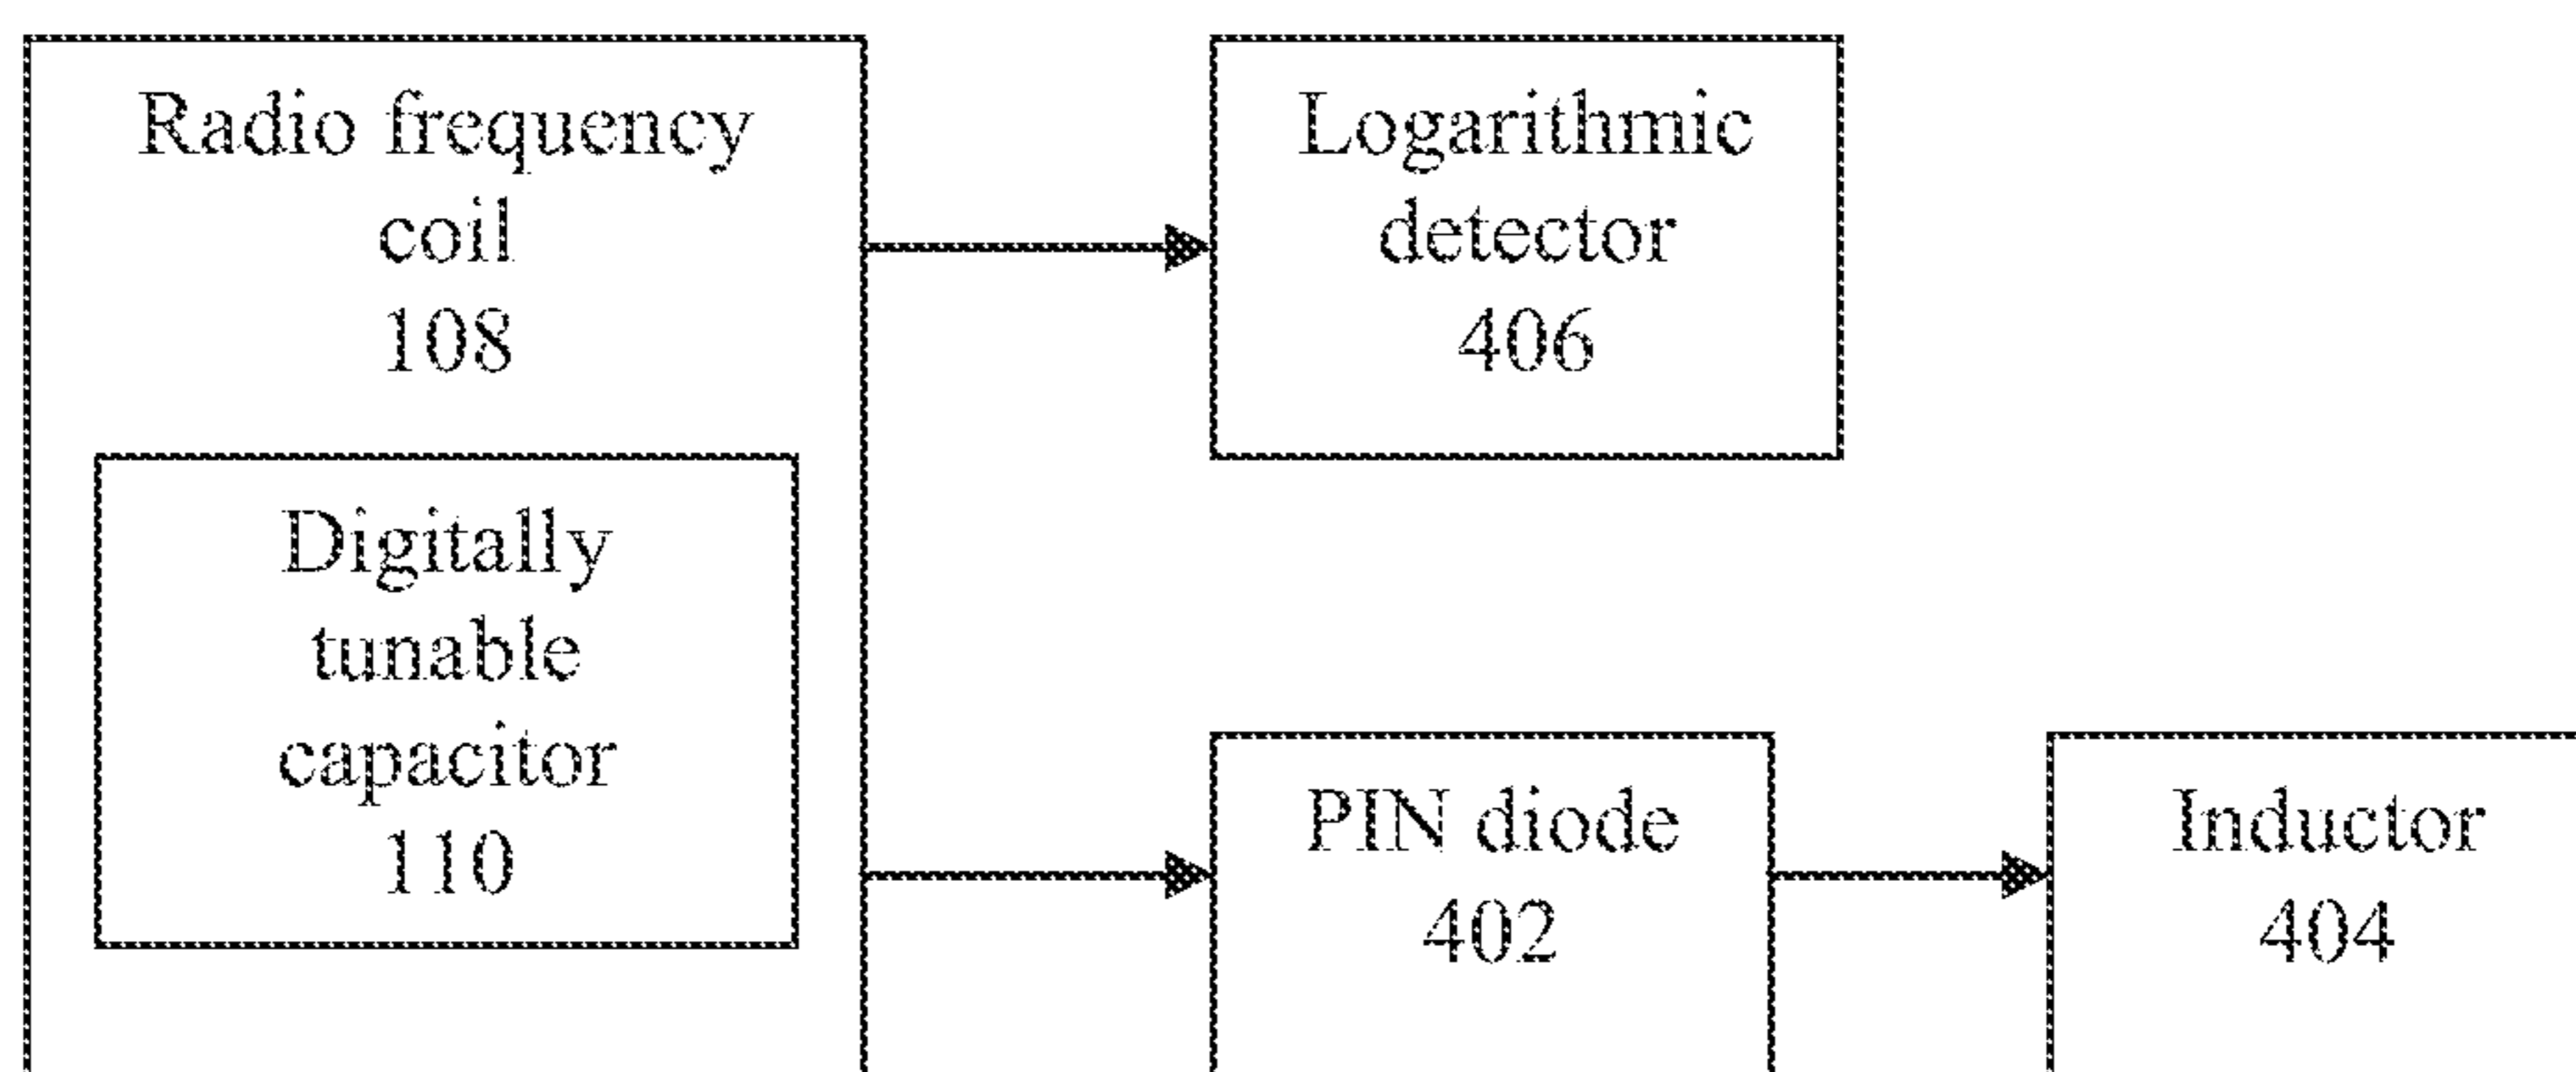 Radio frequency
coil
108
Digitally
tunable
capacitor
110
Logarithmic
detector
406
PIN diode
402
Inductor
404